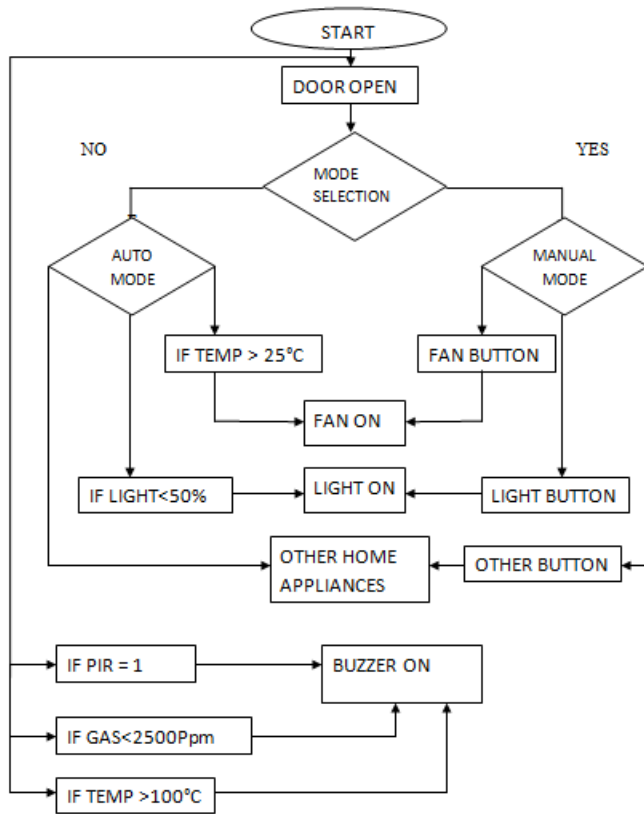 START
DOOR OPEN
NO
YES
MODE
SELECTION
AUTO
MODE
MANUAL
MODE
IF TEMP > 25°C
FAN BUTTON
FAN ON
IF LIGHT<50%
LIGHT ON
LIGHT BUTTON
OTHER HOME
APPLIANCES
OTHER BUTTON
IF PIR = 1
BUZZER ON
IF GAS<2500Ppm
IF TEMP >100°C